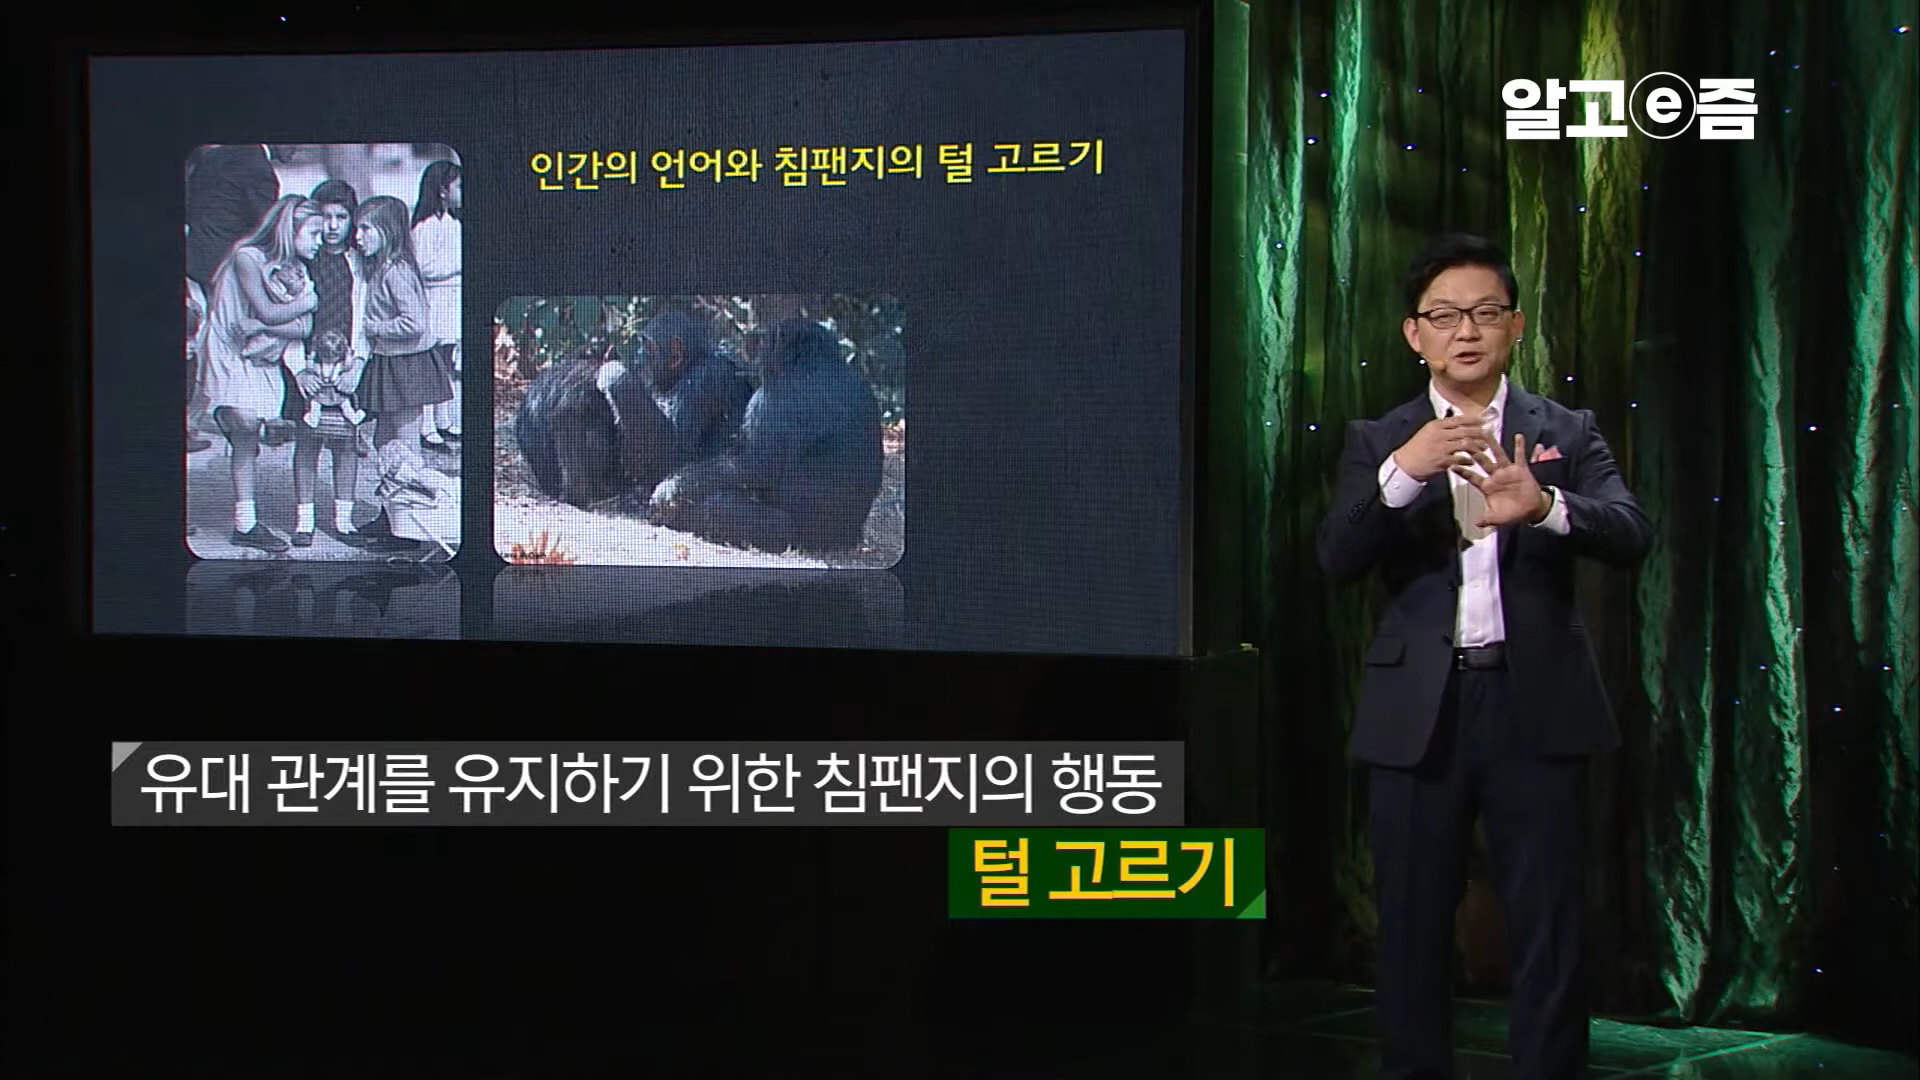 알고e즘
인간의 언어와 침팬지의 털 고르기
유대 관계를 유지하기 위한 침팬지의 행동
털 고르기